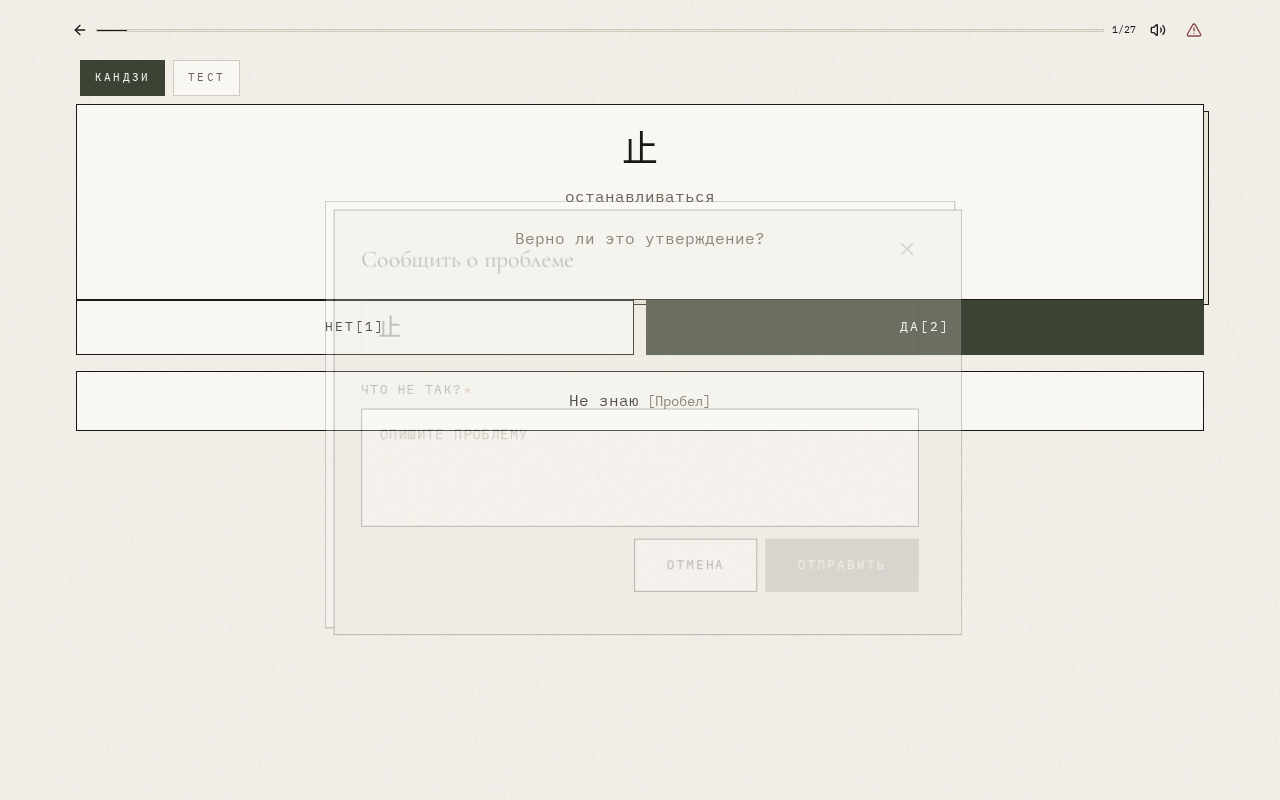 1/27
КАНДЗИ ТЕСТ
止
останавливаться
Верно ли это утверждение?
Сообщить о проблеме
НЕТ[1] ДА[2]
止
ЧТО НЕ ТАК?*
Не знаю [Пробел]
ОПИШИТЕ ПРОБЛЕМУ
ОТМЕНА ОТПРАВИТЬ